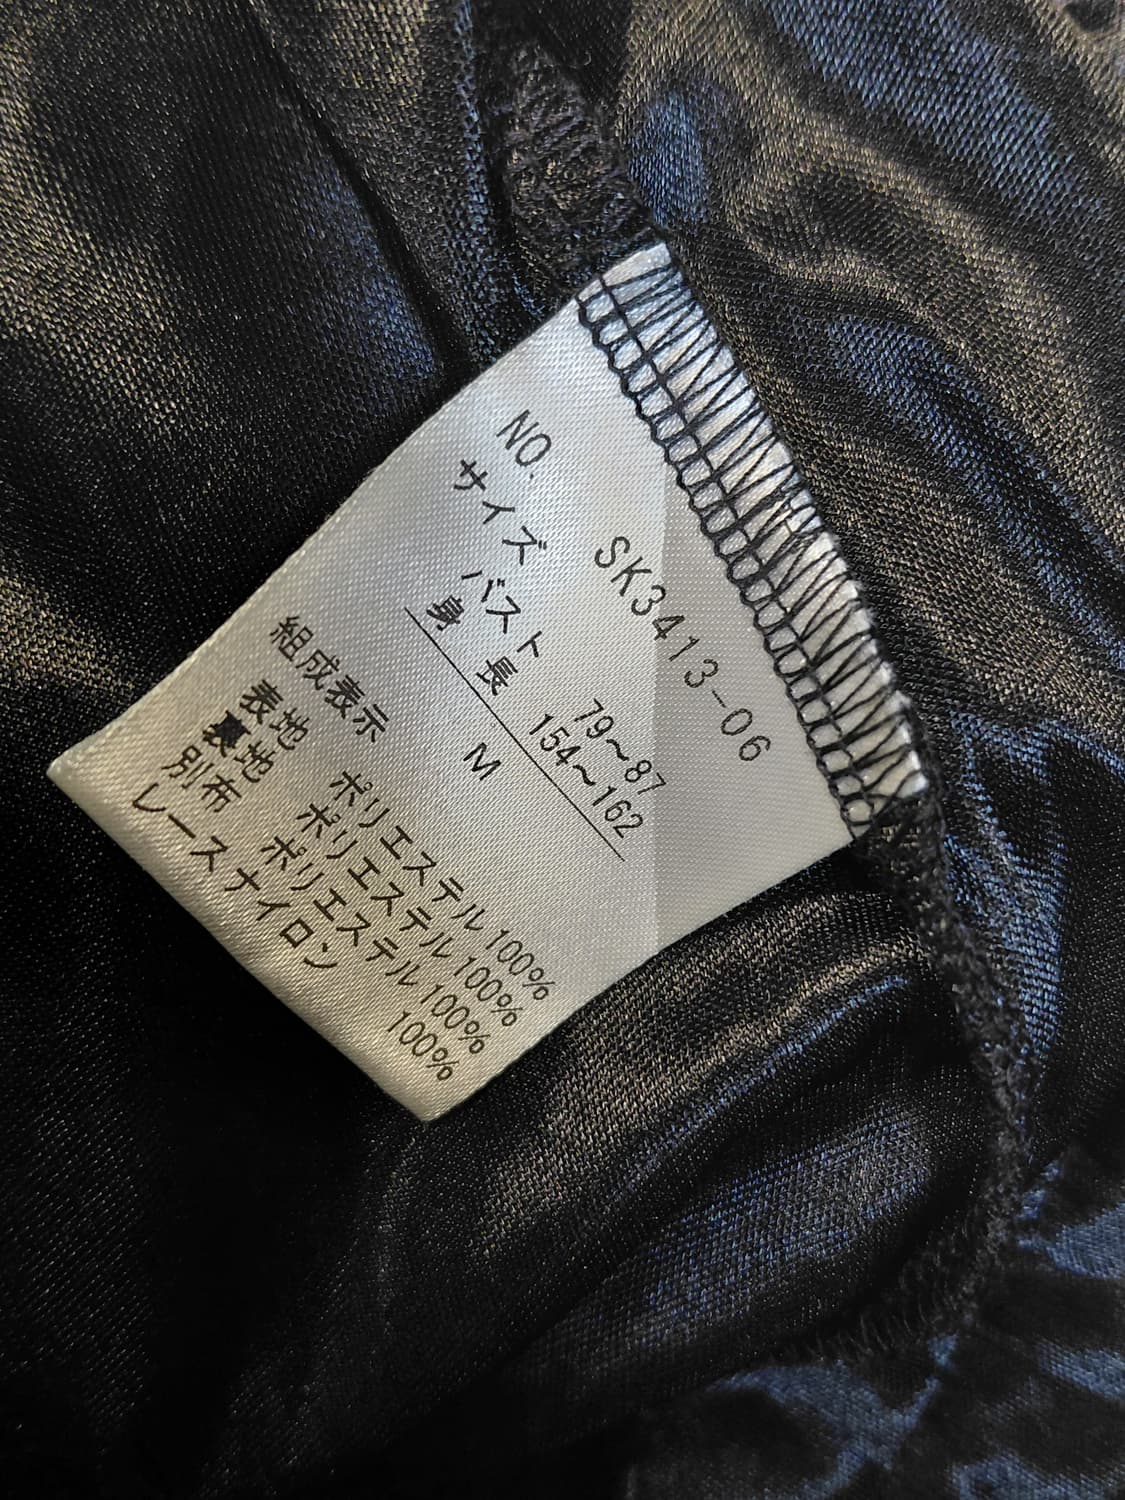 NO. SK3413-06
サイズ
バスト 79～87
身長 154～162
M
組成表示
表地 ポリエステル100%
裏地 ポリエステル100%
別布 ポリエステル100%
レースナイロン 100%